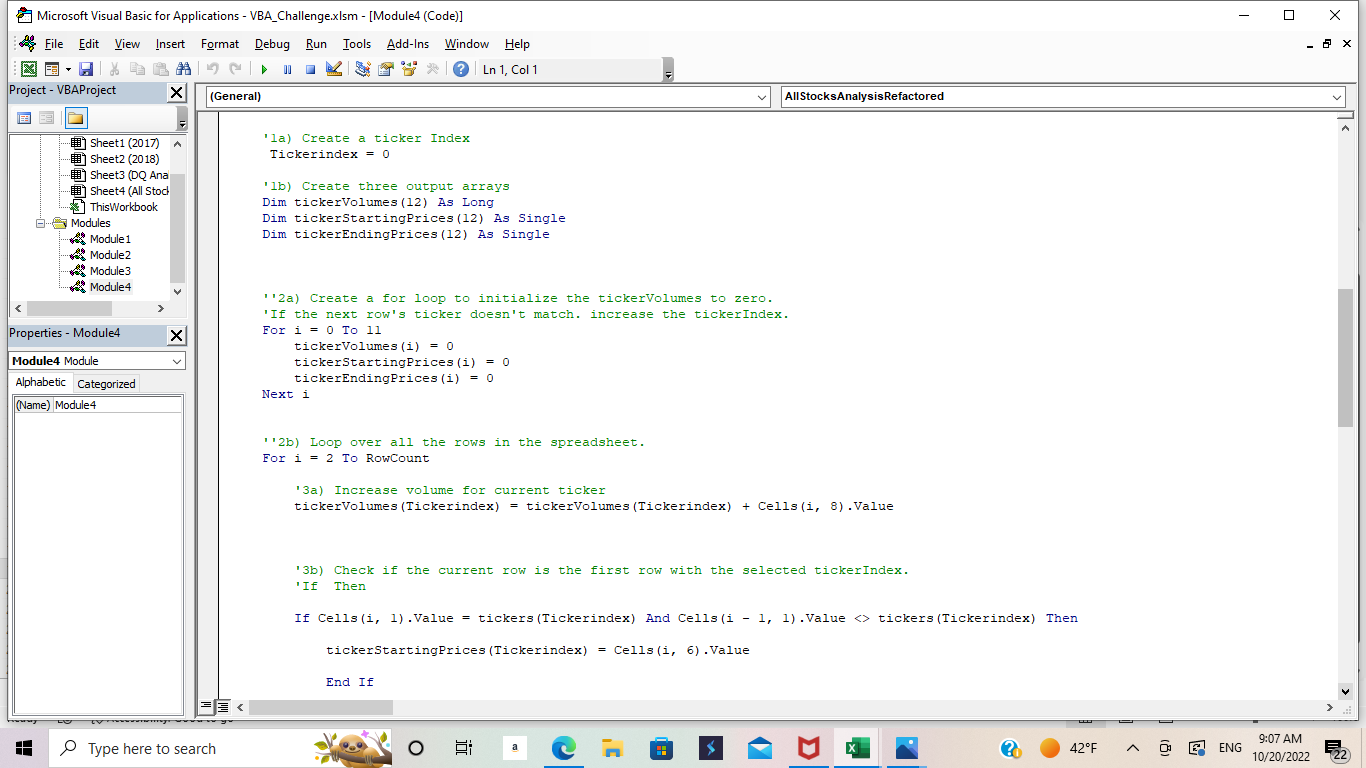 Microsoft Visual Basic for Applications - VBA_Challenge.xlsm - [Module4 (Code)]
File Edit View Insert Format Debug Run Tools Add-Ins Window Help
Ln 1, Col 1
Project - VBAProject
Sheet1 (2017)
Sheet2 (2018)
Sheet3 (DQ Ana
Sheet4 (All Stock
ThisWorkbook
Modules
Module1
Module2
Module3
Module4
Properties - Module4
Module4 Module
Alphabetic Categorized
(Name) Module4
(General) AllStocksAnalysisRefactored
'1a) Create a ticker Index
Tickerindex = 0
'1b) Create three output arrays
Dim tickerVolumes(12) As Long
Dim tickerStartingPrices(12) As Single
Dim tickerEndingPrices(12) As Single
''2a) Create a for loop to initialize the tickerVolumes to zero.
'If the next row's ticker doesn't match. increase the tickerIndex.
For i = 0 To 11
tickerVolumes(i) = 0
tickerStartingPrices(i) = 0
tickerEndingPrices(i) = 0
Next i
''2b) Loop over all the rows in the spreadsheet.
For i = 2 To RowCount
'3a) Increase volume for current ticker
tickerVolumes(Tickerindex) = tickerVolumes(Tickerindex) + Cells(i, 8).Value
'3b) Check if the current row is the first row with the selected tickerIndex.
'If  Then
If Cells(i, 1).Value = tickers(Tickerindex) And Cells(i - 1, 1).Value <> tickers(Tickerindex) Then
tickerStartingPrices(Tickerindex) = Cells(i, 6).Value
End If
Type here to search
a
42°F
ENG
9:07 AM
10/20/2022
22